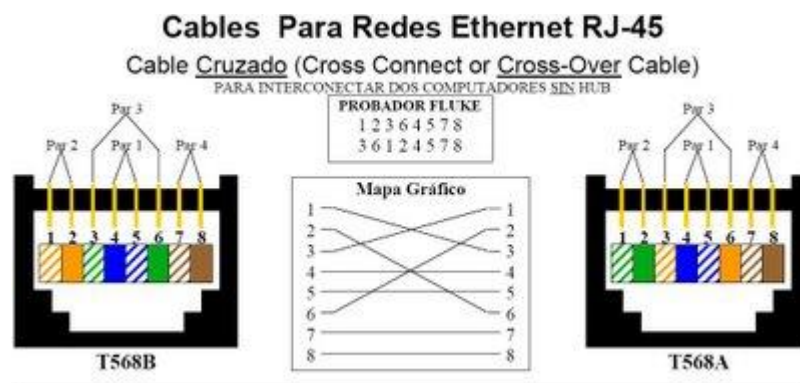 Cables Para Redes Ethernet RJ-45
Cable Cruzado (Cross Connect or Cross-Over Cable)
PARA INTERCONECTAR DOS COMPUTADORES SIN HUB
PROBADOR FLUKE
1 2 3 6 4 5 7 8
3 6 1 2 4 5 7 8
Par 3
Par 2 Par 1 Par 4
1 2 3 4 5 6 7 8
T568B
Mapa Gráfico
1 1
2 2
3 3
4 4
5 5
6 6
7 7
8 8
Par 3
Par 2 Par 1 Par 4
1 2 3 4 5 6 7 8
T568A